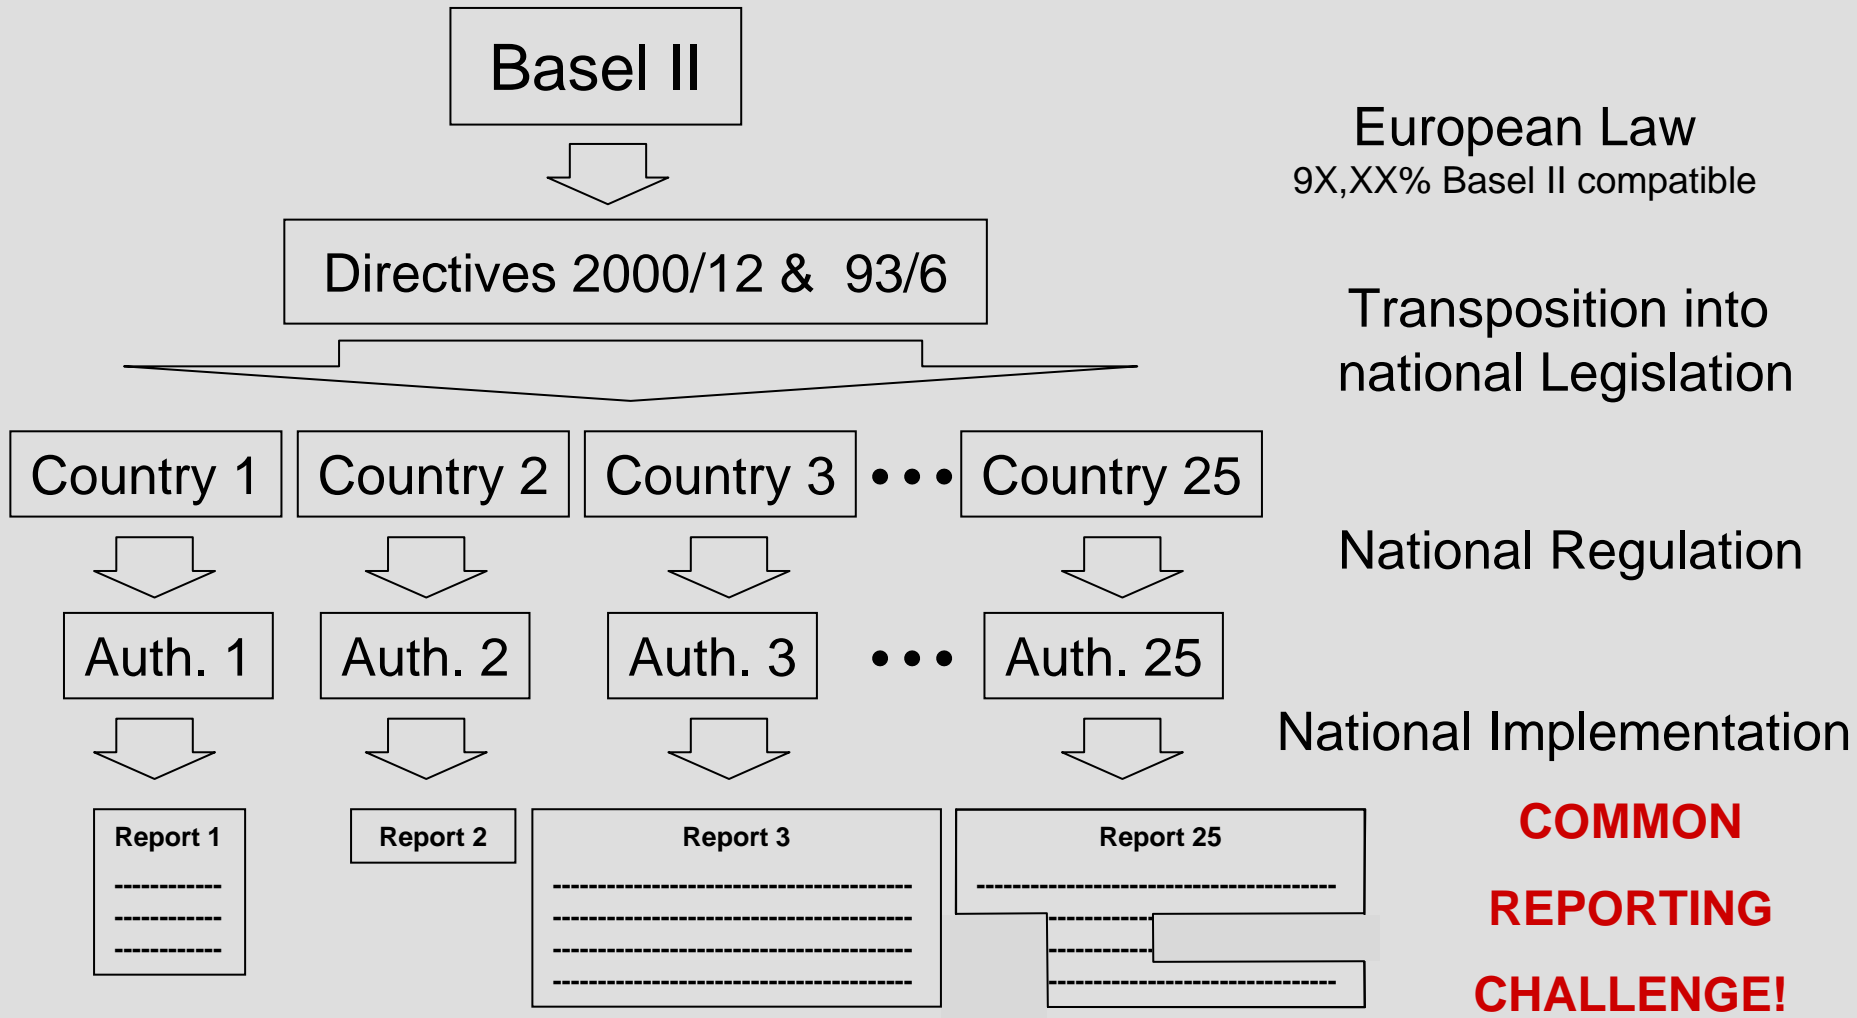 Basel II
European Law
9X,XX% Basel II compatible
Directives 2000/12 & 93/6
Transposition into
national Legislation
Country 1 Country 2 Country 3 ••• Country 25
National Regulation
Auth. 1 Auth. 2 Auth. 3 ••• Auth. 25
National Implementation
Report 1 Report 2 Report 3 Report 25
COMMON
REPORTING
CHALLENGE!